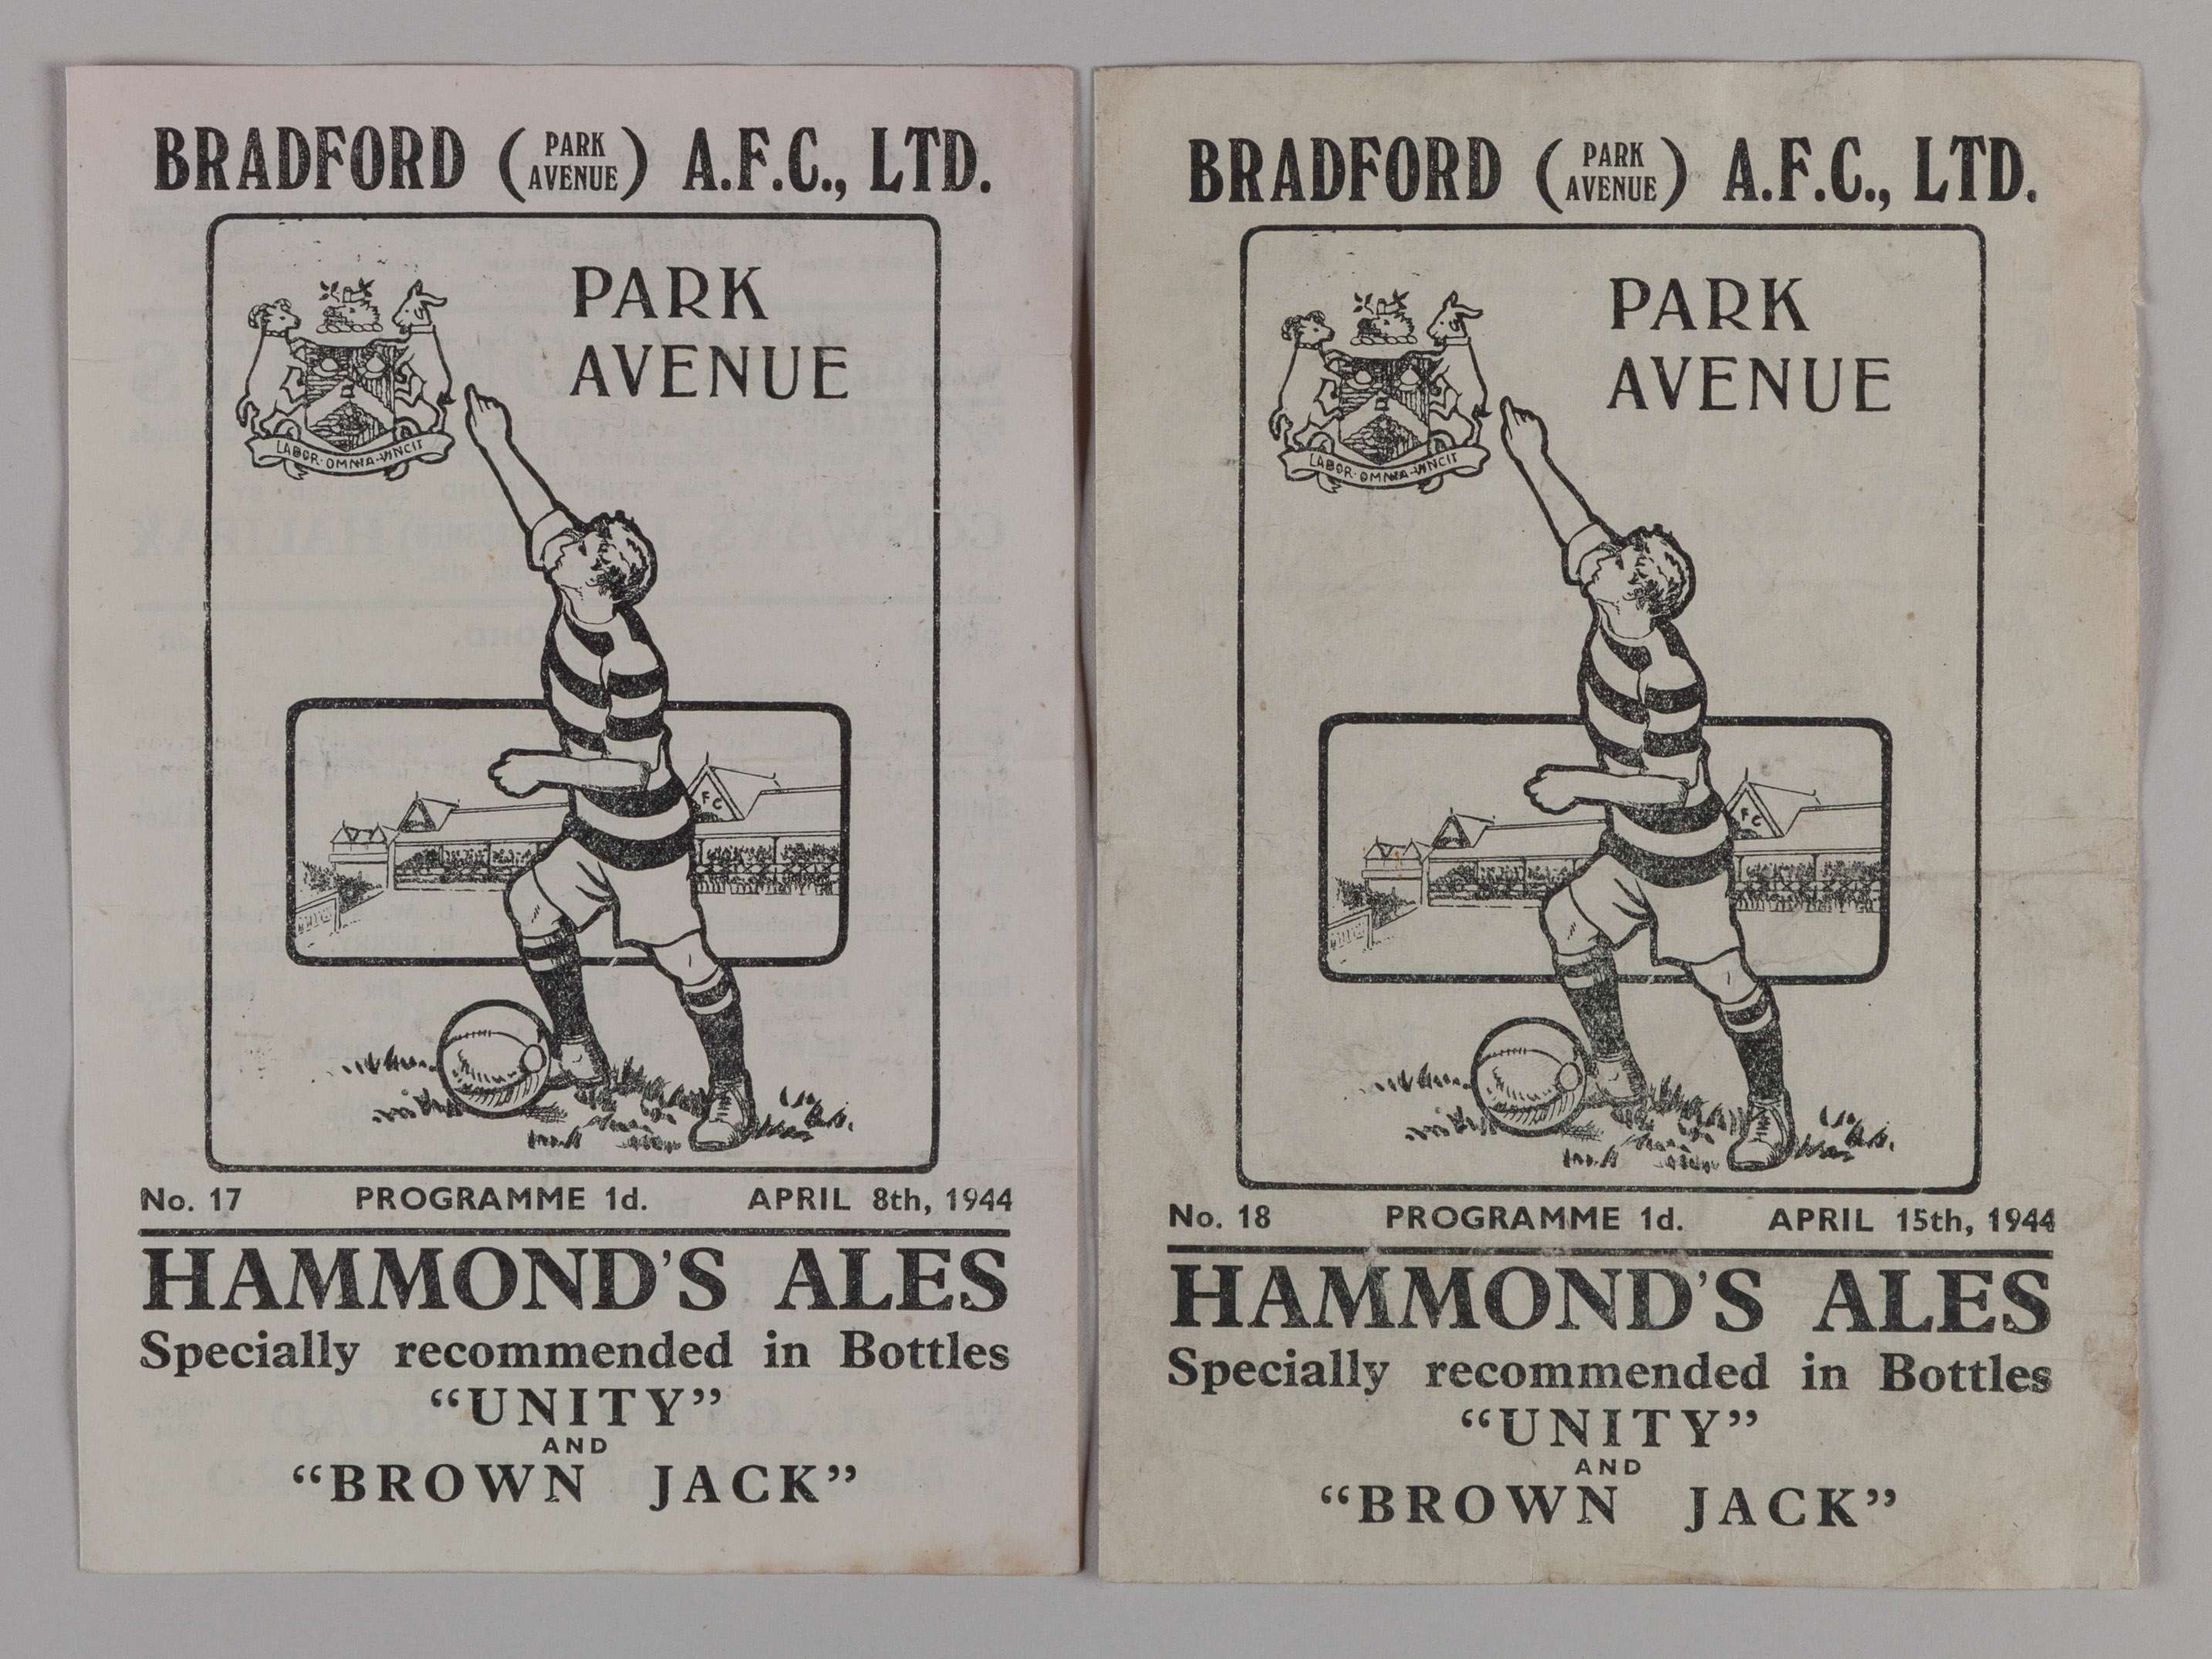 BRADFORD (PARK AVENUE) A.F.C., LTD.
PARK
AVENUE
LABOR·OMNIA·VINCIT
F C
No. 17 PROGRAMME 1d. APRIL 8th, 1944
HAMMOND'S ALES
Specially recommended in Bottles
"UNITY"
AND
"BROWN JACK"
BRADFORD (PARK AVENUE) A.F.C., LTD.
PARK
AVENUE
LABOR·OMNIA·VINCIT
F C
No. 18 PROGRAMME 1d. APRIL 15th, 1944
HAMMOND'S ALES
Specially recommended in Bottles
"UNITY"
AND
"BROWN JACK"